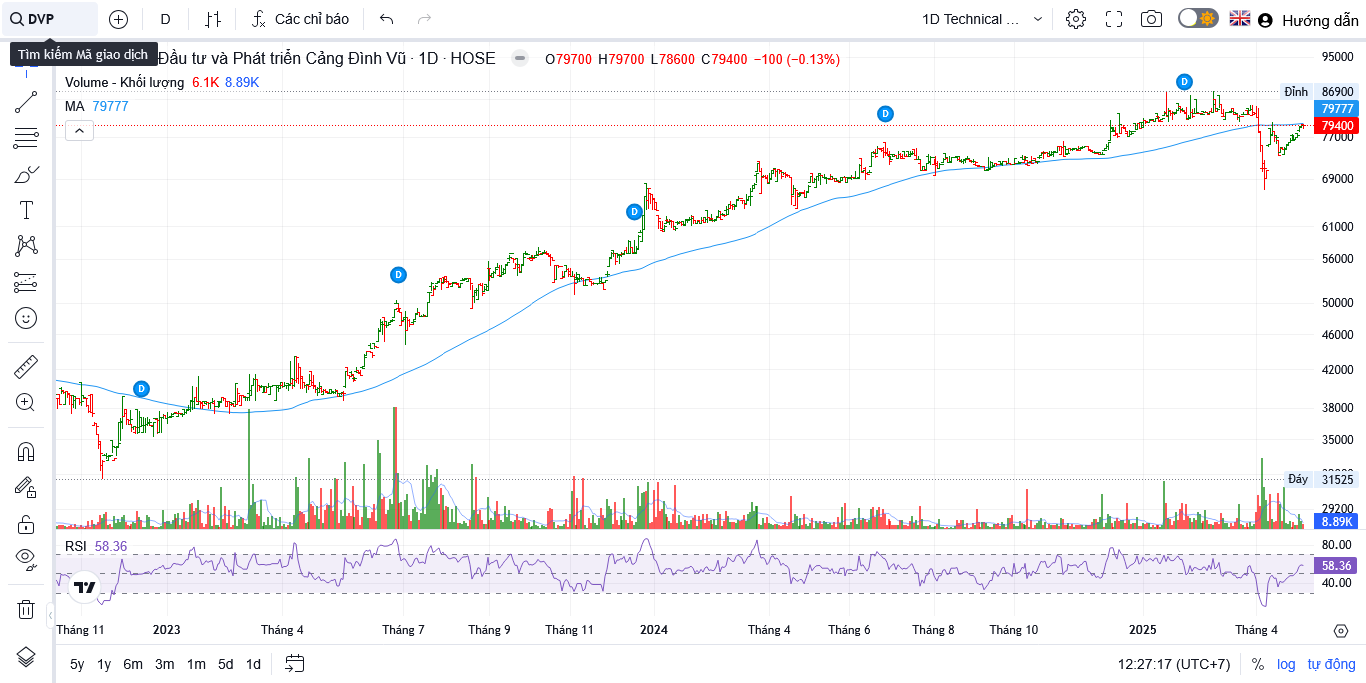 DVP
D
Các chỉ báo
1D Technical ...
Hướng dẫn
Tìm kiếm Mã giao dịch
Đầu tư và Phát triển Cảng Đình Vũ · 1D · HOSE
O79700 H79700 L78600 C79400 −100 (−0.13%)
Volume - Khối lượng 6.1K 8.89K
MA 79777
D
D
D
D
D
95000
Đỉnh 86900
79777
79400
77000
69000
61000
56000
50000
46000
42000
38000
35000
Đáy 31525
29200
8.89K
RSI 58.36
80.00
58.36
40.00
Tháng 11 2023 Tháng 4 Tháng 7 Tháng 9 Tháng 11 2024 Tháng 4 Tháng 6 Tháng 8 Tháng 10 2025 Tháng 4
5y 1y 6m 3m 1m 5d 1d
12:27:17 (UTC+7) % log tự động